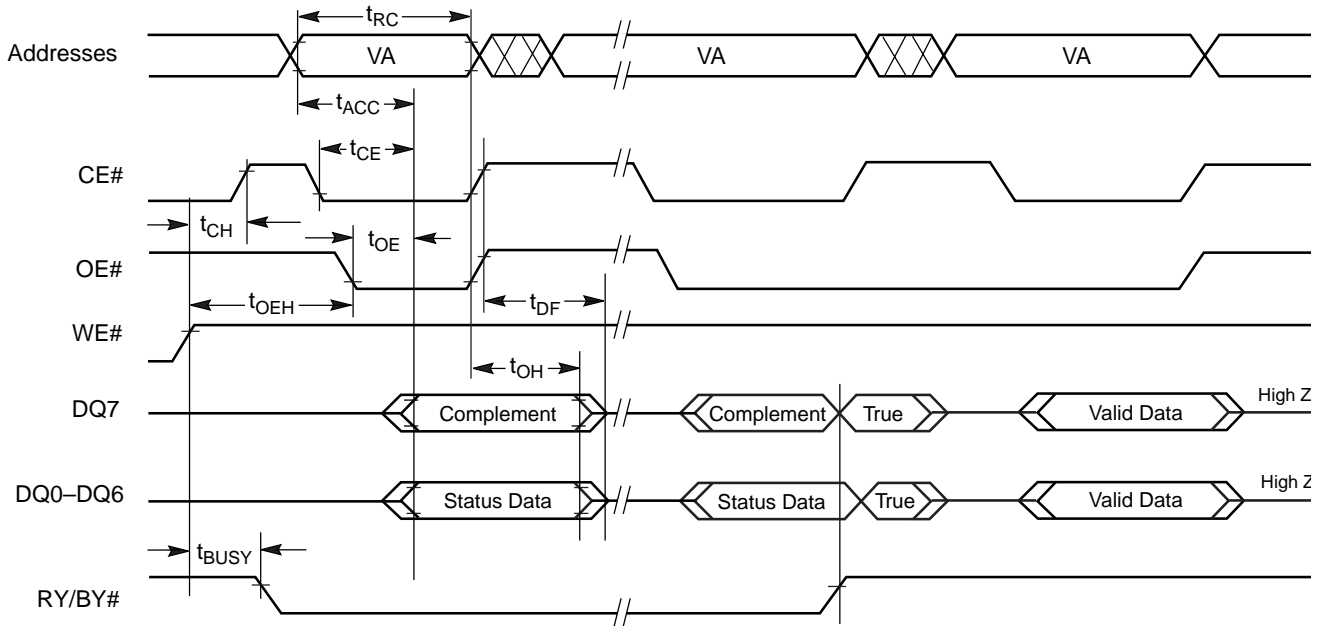 tRC
Addresses VA VA VA
tACC
tCE
CE#
tCH tOE
OE#
tOEH tDF
WE#
tOH
DQ7 Complement Complement True Valid Data High Z
DQ0–DQ6 Status Data Status Data True Valid Data High Z
tBUSY
RY/BY#